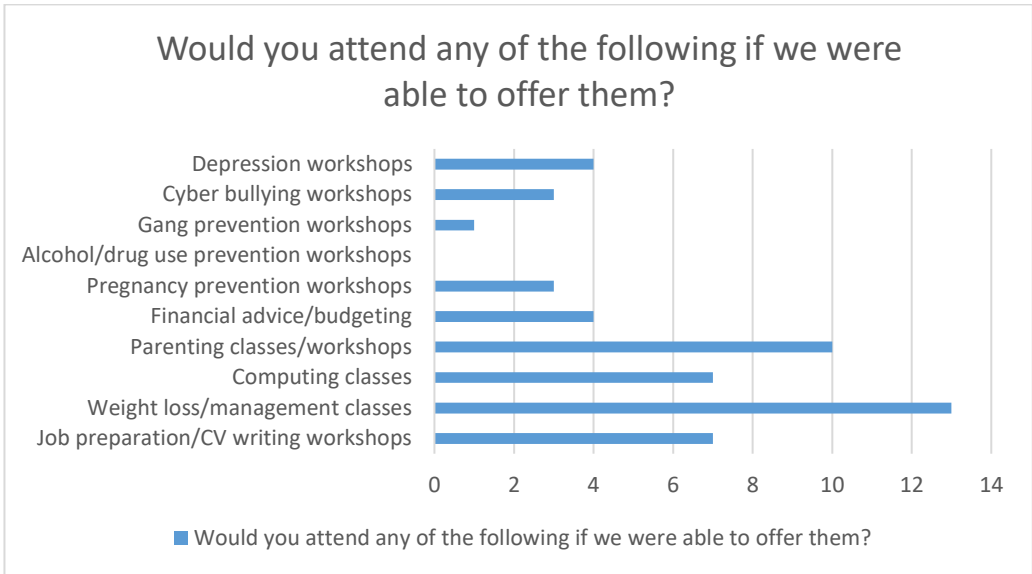 Would you attend any of the following if we were
able to offer them?
Depression workshops
Cyber bullying workshops
Gang prevention workshops
Alcohol/drug use prevention workshops
Pregnancy prevention workshops
Financial advice/budgeting
Parenting classes/workshops
Computing classes
Weight loss/management classes
Job preparation/CV writing workshops
0 2 4 6 8 10 12 14
Would you attend any of the following if we were able to offer them?